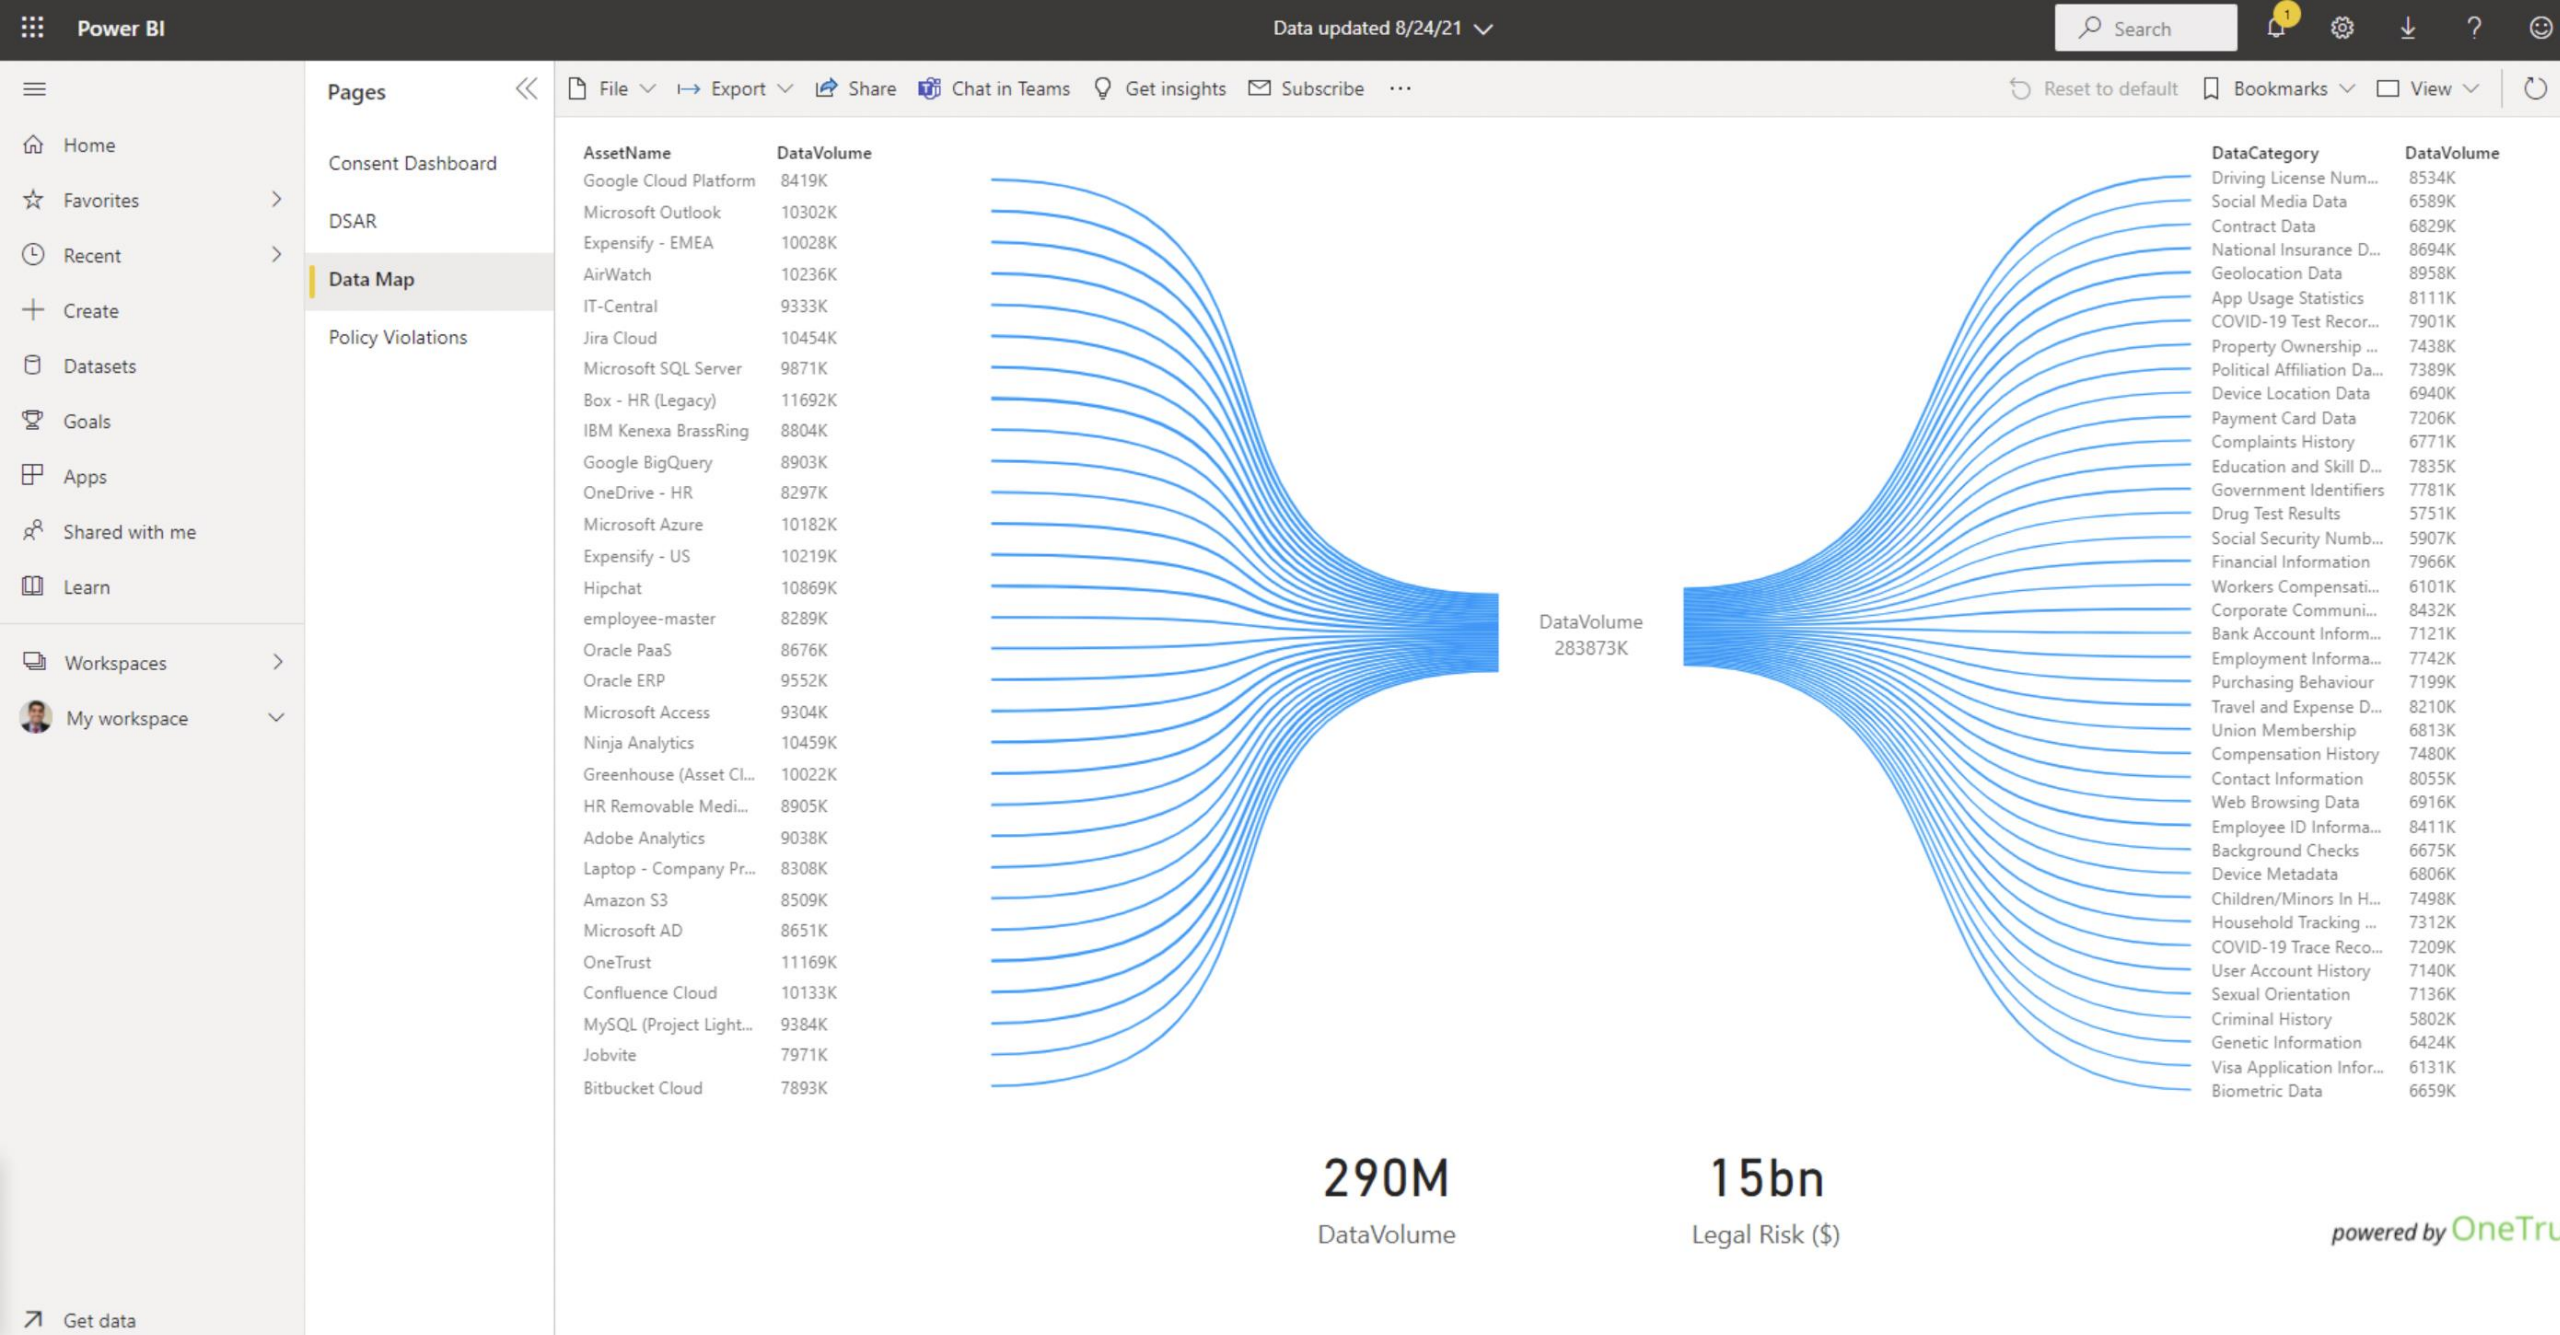 Power BI
Data updated 8/24/21
Search
1
?
Home
Favorites
Recent
Create
Datasets
Goals
Apps
Shared with me
Learn
Workspaces
My workspace
Get data
Pages
Consent Dashboard
DSAR
Data Map
Policy Violations
File Export Share Chat in Teams Get insights Subscribe ... Reset to default Bookmarks View
AssetName DataVolume
Google Cloud Platform 8419K
Microsoft Outlook 10302K
Expensify - EMEA 10028K
AirWatch 10236K
IT-Central 9333K
Jira Cloud 10454K
Microsoft SQL Server 9871K
Box - HR (Legacy) 11692K
IBM Kenexa BrassRing 8804K
Google BigQuery 8903K
OneDrive - HR 8297K
Microsoft Azure 10182K
Expensify - US 10219K
Hipchat 10869K
employee-master 8289K
Oracle PaaS 8676K
Oracle ERP 9552K
Microsoft Access 9304K
Ninja Analytics 10459K
Greenhouse (Asset Cl... 10022K
HR Removable Medi... 8905K
Adobe Analytics 9038K
Laptop - Company Pr... 8308K
Amazon S3 8509K
Microsoft AD 8651K
OneTrust 11169K
Confluence Cloud 10133K
MySQL (Project Light... 9384K
Jobvite 7971K
Bitbucket Cloud 7893K
DataVolume
283873K
DataCategory DataVolume
Driving License Num... 8534K
Social Media Data 6589K
Contract Data 6829K
National Insurance D... 8694K
Geolocation Data 8958K
App Usage Statistics 8111K
COVID-19 Test Recor... 7901K
Property Ownership ... 7438K
Political Affiliation Da... 7389K
Device Location Data 6940K
Payment Card Data 7206K
Complaints History 6771K
Education and Skill D... 7835K
Government Identifiers 7781K
Drug Test Results 5751K
Social Security Numb... 5907K
Financial Information 7966K
Workers Compensati... 6101K
Corporate Communi... 8432K
Bank Account Inform... 7121K
Employment Informa... 7742K
Purchasing Behaviour 7199K
Travel and Expense D... 8210K
Union Membership 6813K
Compensation History 7480K
Contact Information 8055K
Web Browsing Data 6916K
Employee ID Informa... 8411K
Background Checks 6675K
Device Metadata 6806K
Children/Minors In H... 7498K
Household Tracking ... 7312K
COVID-19 Trace Reco... 7209K
User Account History 7140K
Sexual Orientation 7136K
Criminal History 5802K
Genetic Information 6424K
Visa Application Infor... 6131K
Biometric Data 6659K
290M
DataVolume
15bn
Legal Risk ($)
powered by OneTru